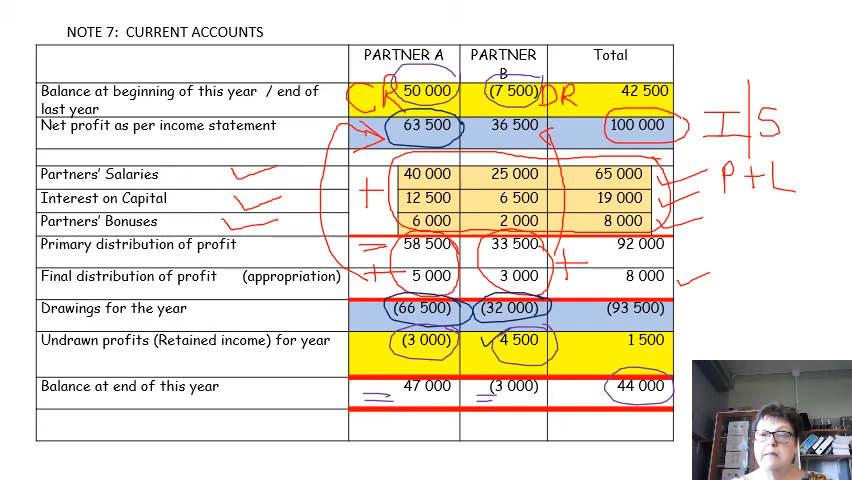 NOTE 7: CURRENT ACCOUNTS
PARTNER A PARTNER B Total
Balance at beginning of this year / end of last year CR 50 000 (7 500) DR 42 500
Net profit as per income statement 63 500 36 500 100 000 I S
Partners' Salaries 40 000 25 000 65 000 P + L
Interest on Capital + 12 500 6 500 19 000
Partners' Bonuses 6 000 2 000 8 000
Primary distribution of profit = 58 500 33 500 92 000
Final distribution of profit (appropriation) + 5 000 3 000 + 8 000
Drawings for the year (66 500) (32 000) (93 500)
Undrawn profits (Retained income) for year (3 000) 4 500 1 500
Balance at end of this year = 47 000 = (3 000) 44 000